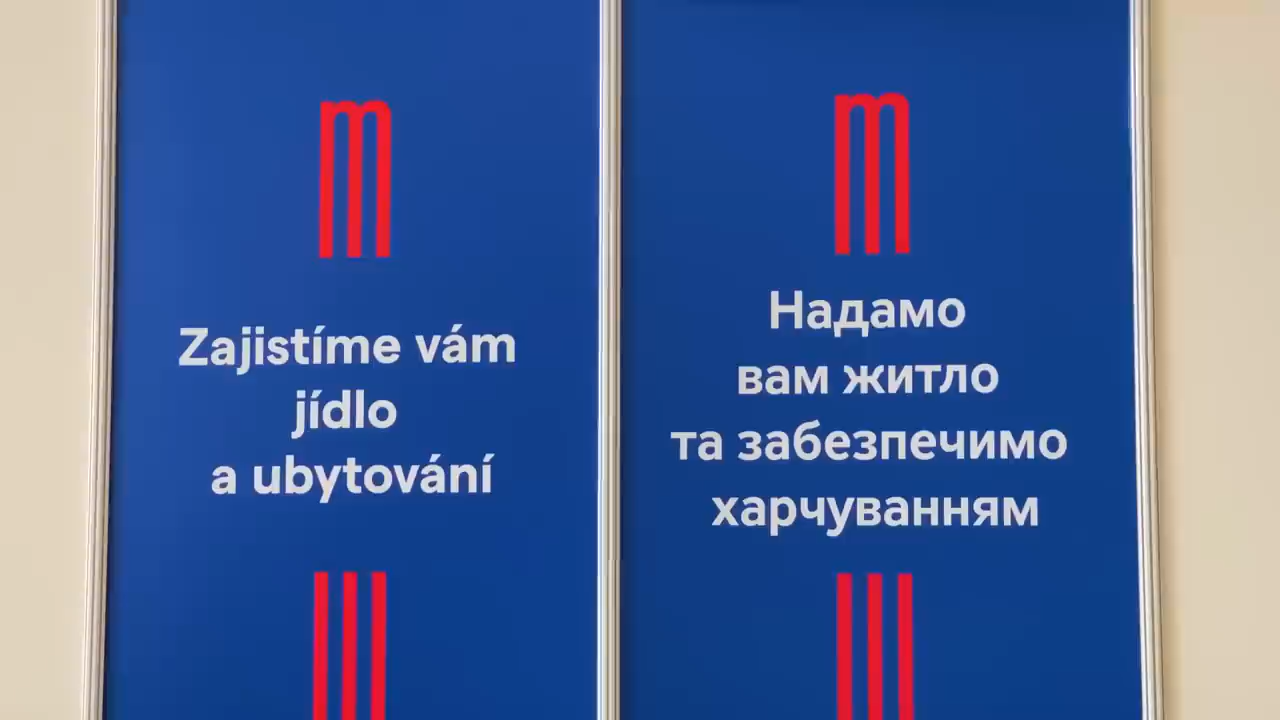 Zajistíme vám
jídlo
a ubytování
Надамо
вам житло
та забезпечимо
харчуванням